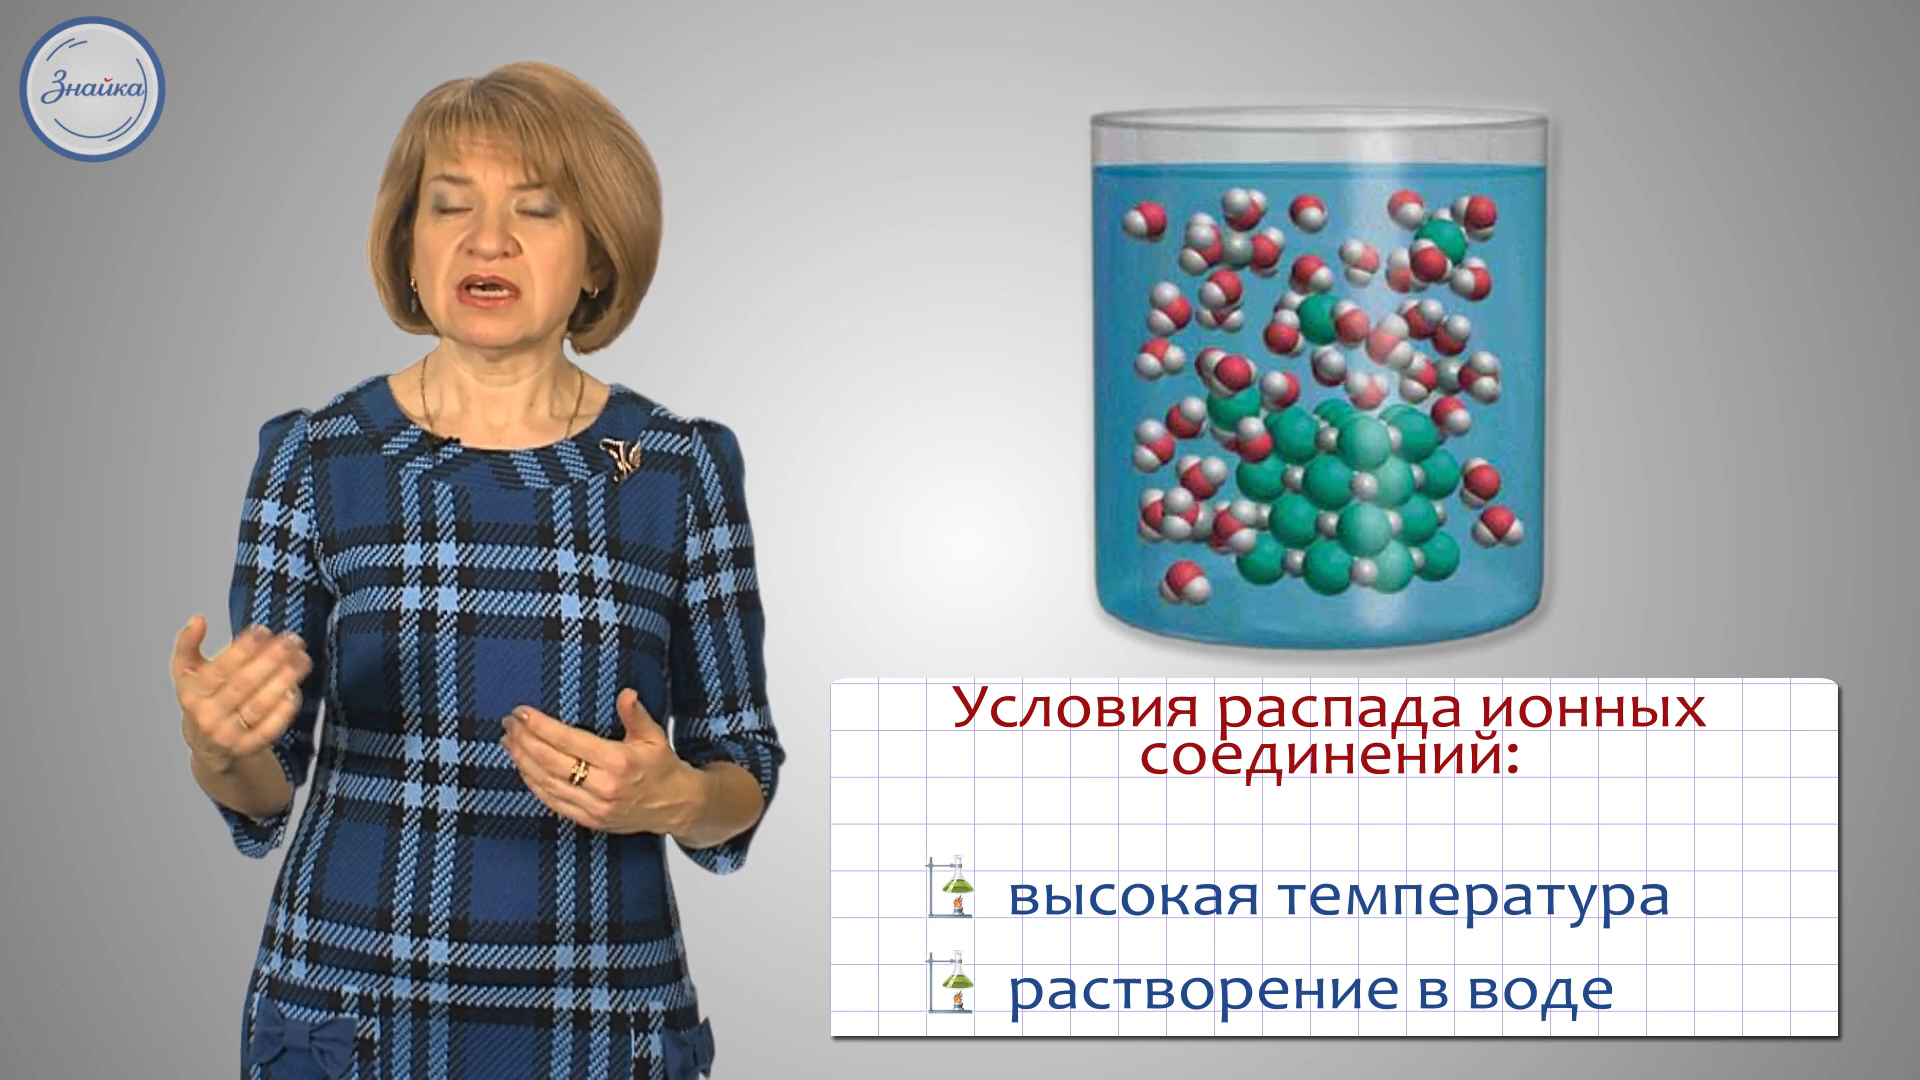 Знайка
Условия распада ионных
соединений:
высокая температура
растворение в воде